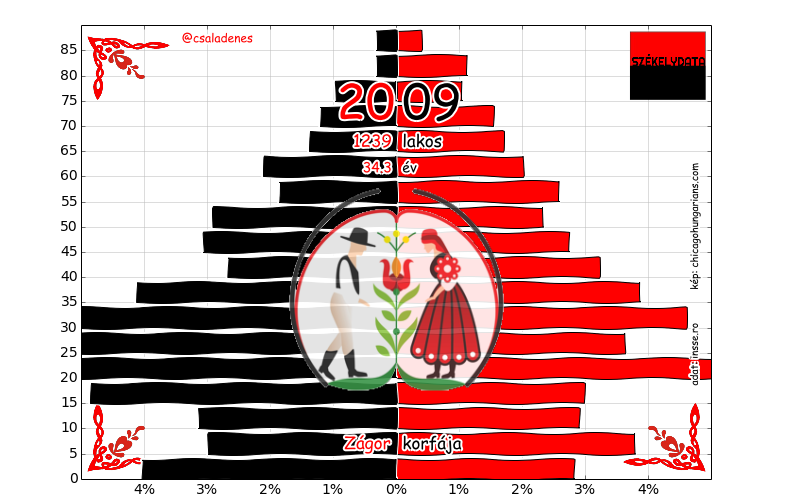 @csaladenes
SZÉKELYDATA
2009
1239 lakos
34.3 év
kép: chicagohungarians.com
adat: insse.ro
Zágor korfája
85
80
75
70
65
60
55
50
45
40
35
30
25
20
15
10
5
0
4% 3% 2% 1% 0% 1% 2% 3% 4%